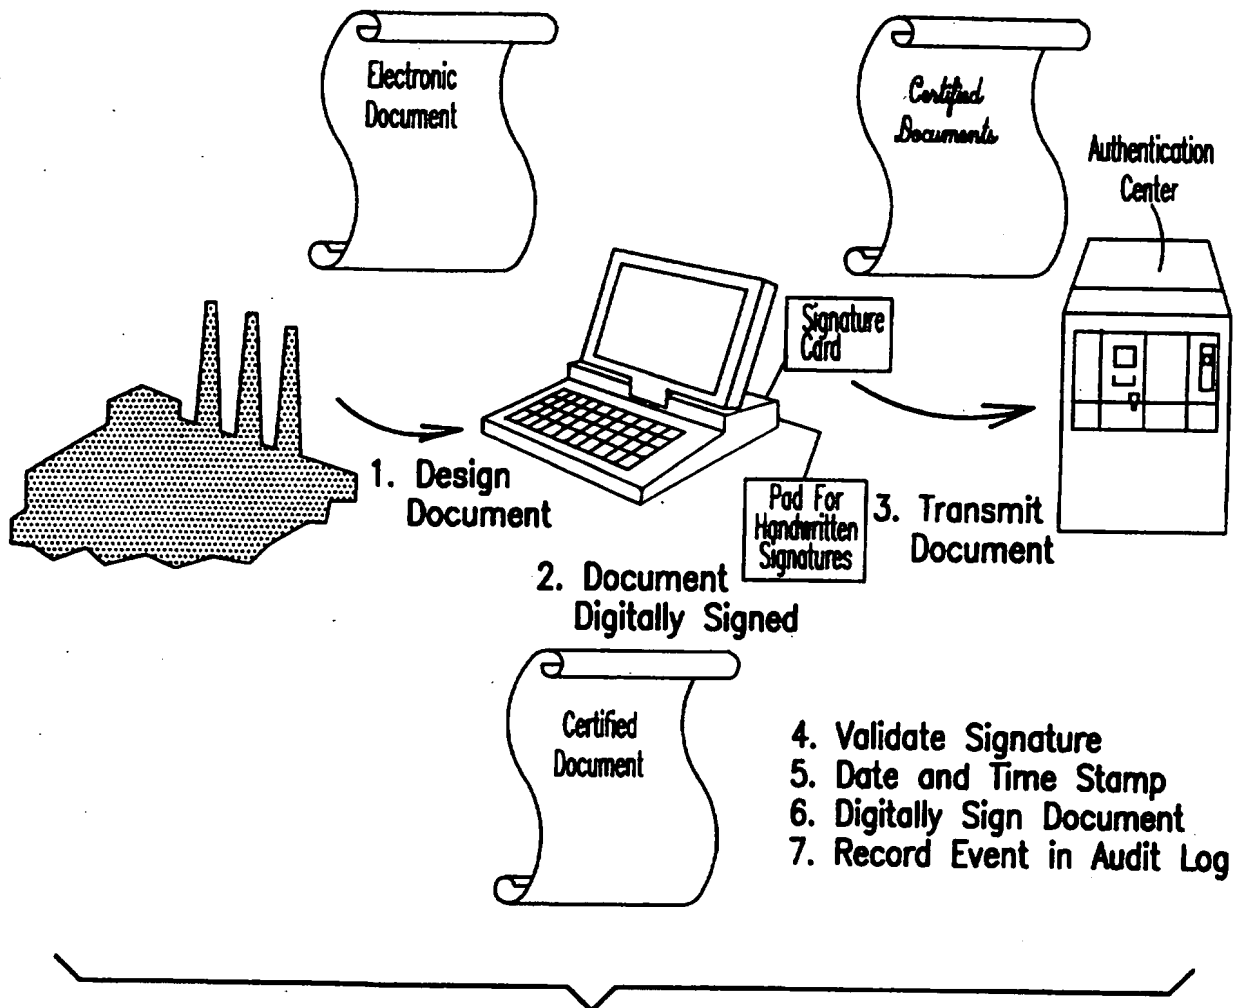 Electronic
Document
Certified
Documents
Authentication
Center
Signature
Card
1. Design
Document
Pad For
Handwritten
Signatures
3. Transmit
Document
2. Document
Digitally Signed
Certified
Document
4. Validate Signature
5. Date and Time Stamp
6. Digitally Sign Document
7. Record Event in Audit Log